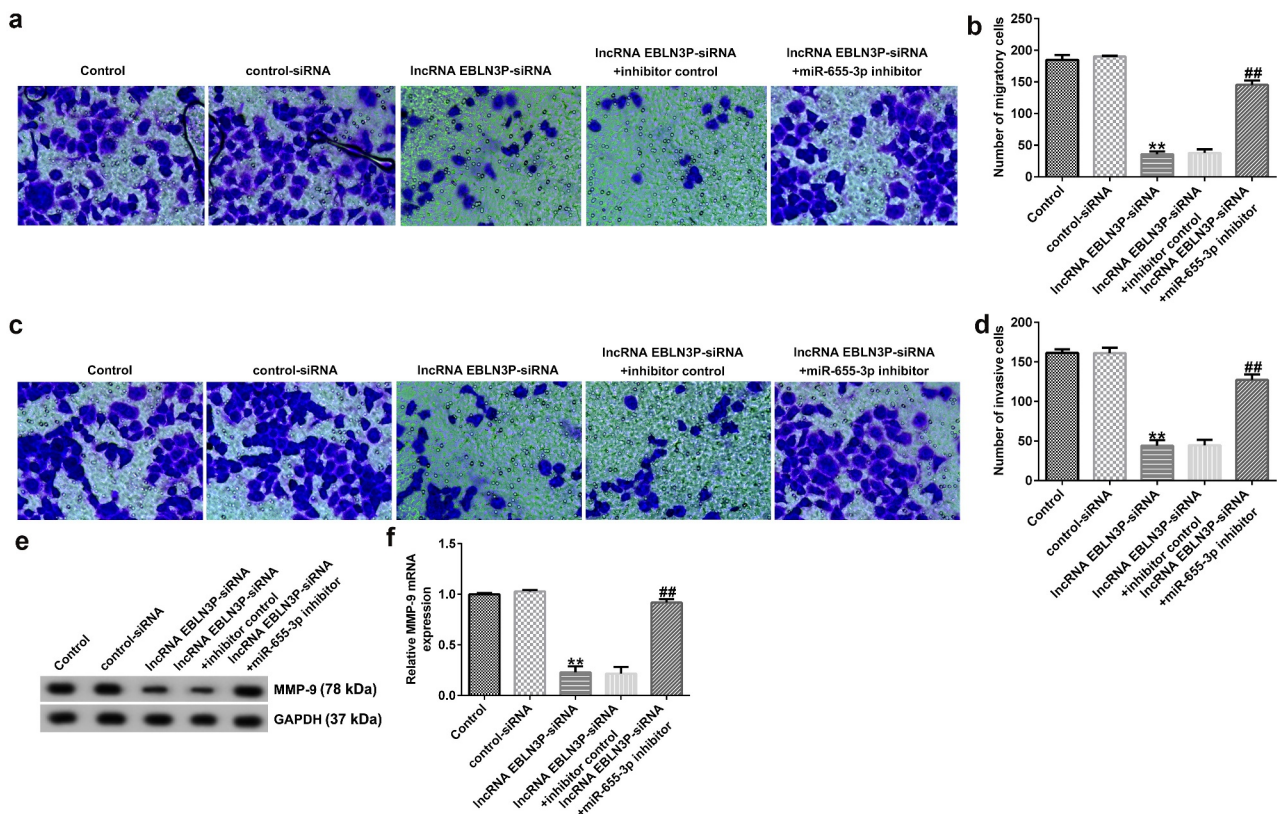 a
Control
control-siRNA
lncRNA EBLN3P-siRNA
lncRNA EBLN3P-siRNA
+inhibitor control
lncRNA EBLN3P-siRNA
+miR-655-3p inhibitor
b
Number of migratory cells
250
200
150
100
50
0
**
##
Control
control-siRNA
lncRNA EBLN3P-siRNA
lncRNA EBLN3P-siRNA
+inhibitor control
lncRNA EBLN3P-siRNA
+miR-655-3p inhibitor
c
Control
control-siRNA
lncRNA EBLN3P-siRNA
lncRNA EBLN3P-siRNA
+inhibitor control
lncRNA EBLN3P-siRNA
+miR-655-3p inhibitor
d
Number of invasive cells
200
150
100
50
0
**
##
Control
control-siRNA
lncRNA EBLN3P-siRNA
lncRNA EBLN3P-siRNA
+inhibitor control
lncRNA EBLN3P-siRNA
+miR-655-3p inhibitor
e
Control
control-siRNA
lncRNA EBLN3P-siRNA
lncRNA EBLN3P-siRNA
+inhibitor control
lncRNA EBLN3P-siRNA
+miR-655-3p inhibitor
MMP-9 (78 kDa)
GAPDH (37 kDa)
f
Relative MMP-9 mRNA
expression
1.5
1.0
0.5
0.0
**
##
Control
control-siRNA
lncRNA EBLN3P-siRNA
lncRNA EBLN3P-siRNA
+inhibitor control
lncRNA EBLN3P-siRNA
+miR-655-3p inhibitor